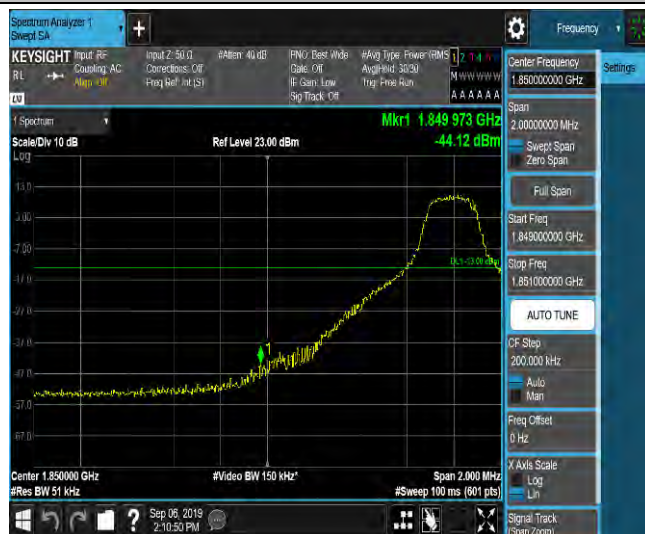 Spectrum Analyzer 1
Swept SA
+
Frequency
KEYSIGHT
RL
Input: RF
Coupling: AC
Align: Off
Input Z: 50 Ω
Corrections: Off
Freq Ref: Int (S)
#Atten: 40 dB
PNO: Best Wide
Gate: Off
IF Gain: Low
Sig Track: Off
#Avg Type: Power (RMS
Avg|Hold: 30/30
Trig: Free Run
M W W W W W
A A A A A A
Center Frequency
1.850000000 GHz
Settings
1 Spectrum
Scale/Div 10 dB
Log
Ref Level 23.00 dBm
Mkr1 1.849 973 GHz
-44.12 dBm
Span
2.00000000 MHz
Swept Span
Zero Span
Full Span
Start Freq
1.849000000 GHz
Stop Freq
1.851000000 GHz
AUTO TUNE
CF Step
200.000 kHz
Auto
Man
Freq Offset
0 Hz
X Axis Scale
Log
Lin
Signal Track
(Span Zoom)
13.0
3.00
-7.00
DL1 -13.00 dBm
-17.0
-27.0
-37.0
1
-47.0
-57.0
-67.0
Center 1.850000 GHz
#Res BW 51 kHz
#Video BW 150 kHz*
Span 2.000 MHz
#Sweep 100 ms (601 pts)
?
Sep 06, 2019
2:10:50 PM